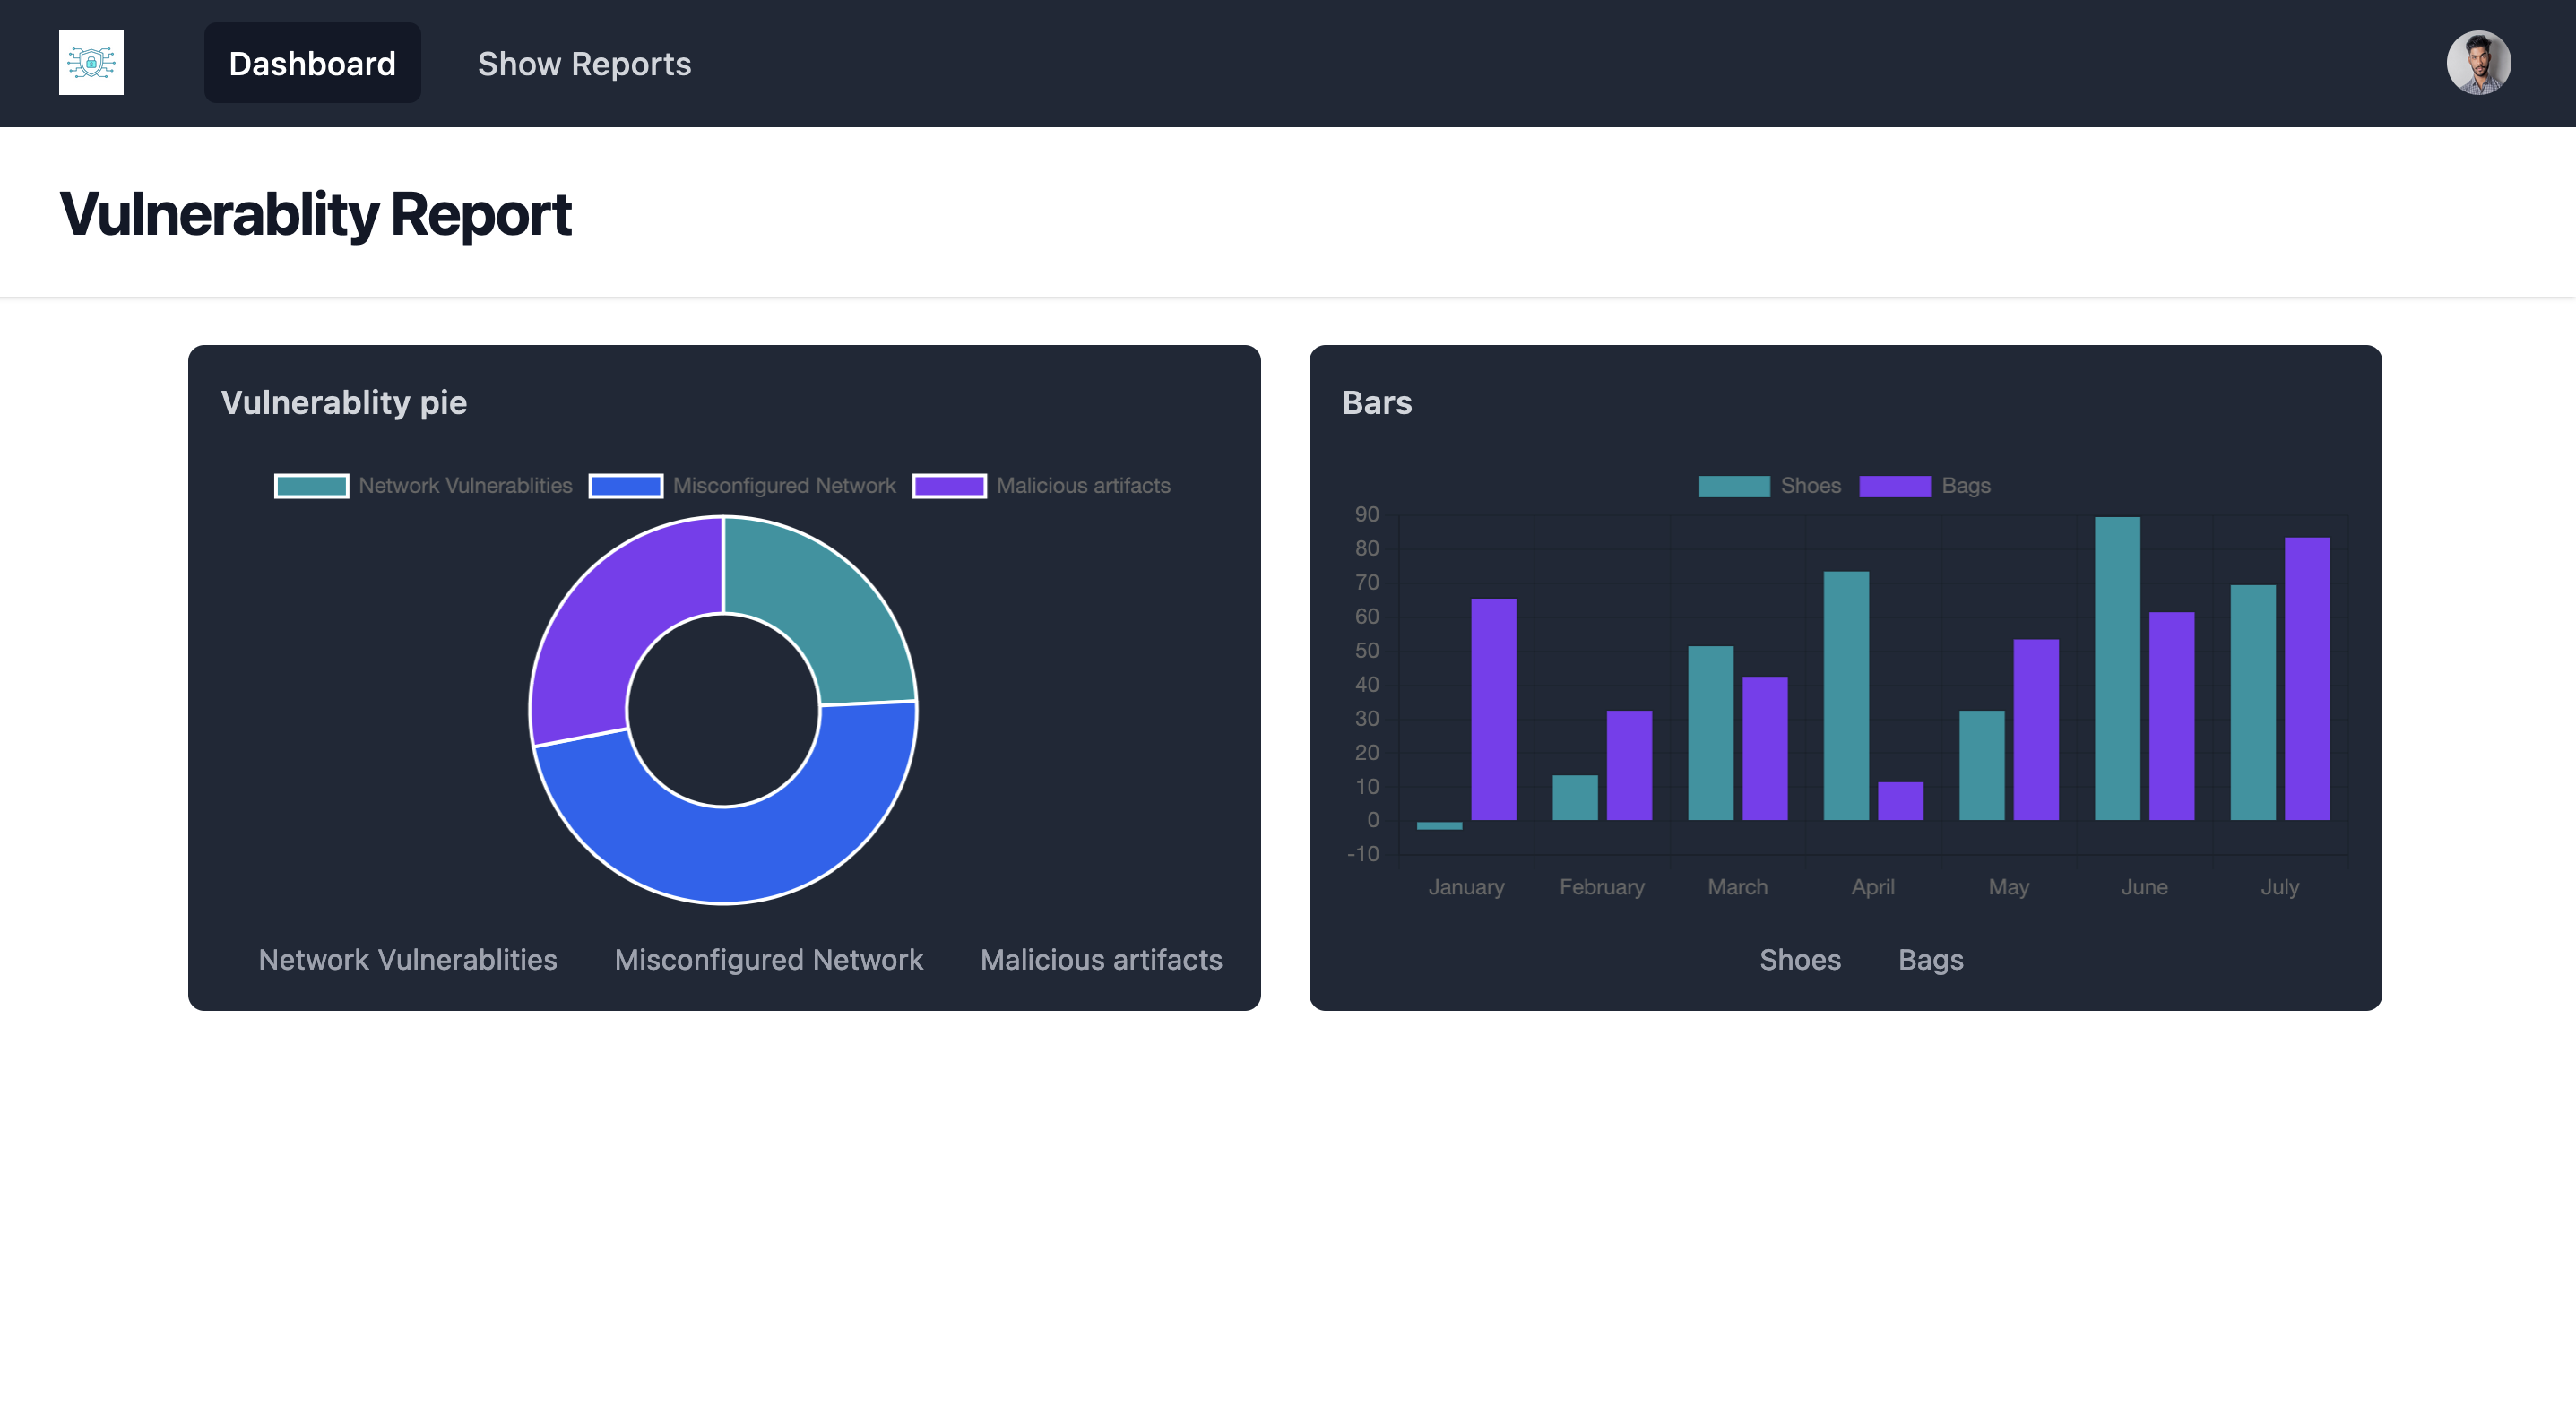 Dashboard Show Reports
Vulnerablity Report
Vulnerablity pie
Network Vulnerablities Misconfigured Network Malicious artifacts
Network Vulnerablities Misconfigured Network Malicious artifacts
Bars
Shoes Bags
90
80
70
60
50
40
30
20
10
0
-10
January February March April May June July
Shoes Bags